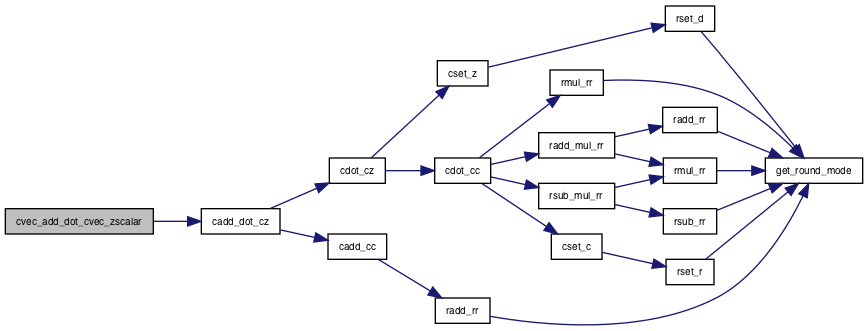 rset_d
cset_z
rmul_rr
radd_rr
radd_mul_rr
cdot_cz
cdot_cc
rmul_rr
get_round_mode
rsub_mul_rr
cvec_add_dot_cvec_zscalar
cadd_dot_cz
rsub_rr
cadd_cc
cset_c
rset_r
radd_rr